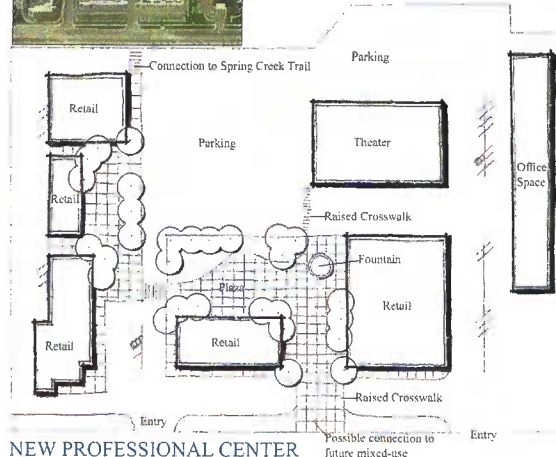 Connection to Spring Creek Trail
Parking
Retail
Parking
Theater
Office
Space
Retail
Raised Crosswalk
Fountain
Plaza
Retail
Retail
Retail
Raised Crosswalk
Entry
Possible connection to
future mixed-use
Entry
NEW PROFESSIONAL CENTER